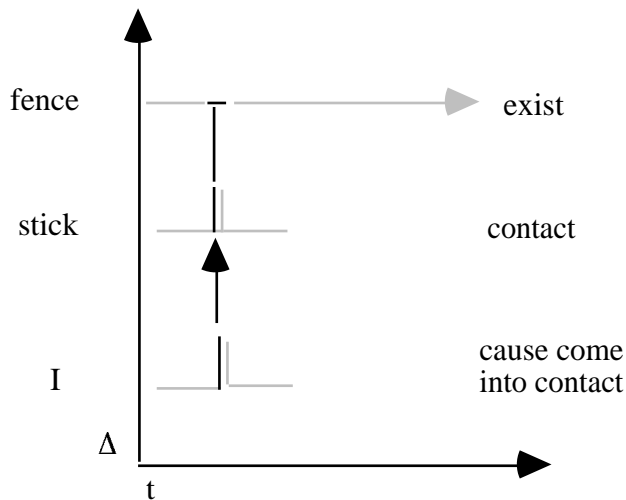 fence
exist
stick
contact
I
cause come
into contact
Δ
t